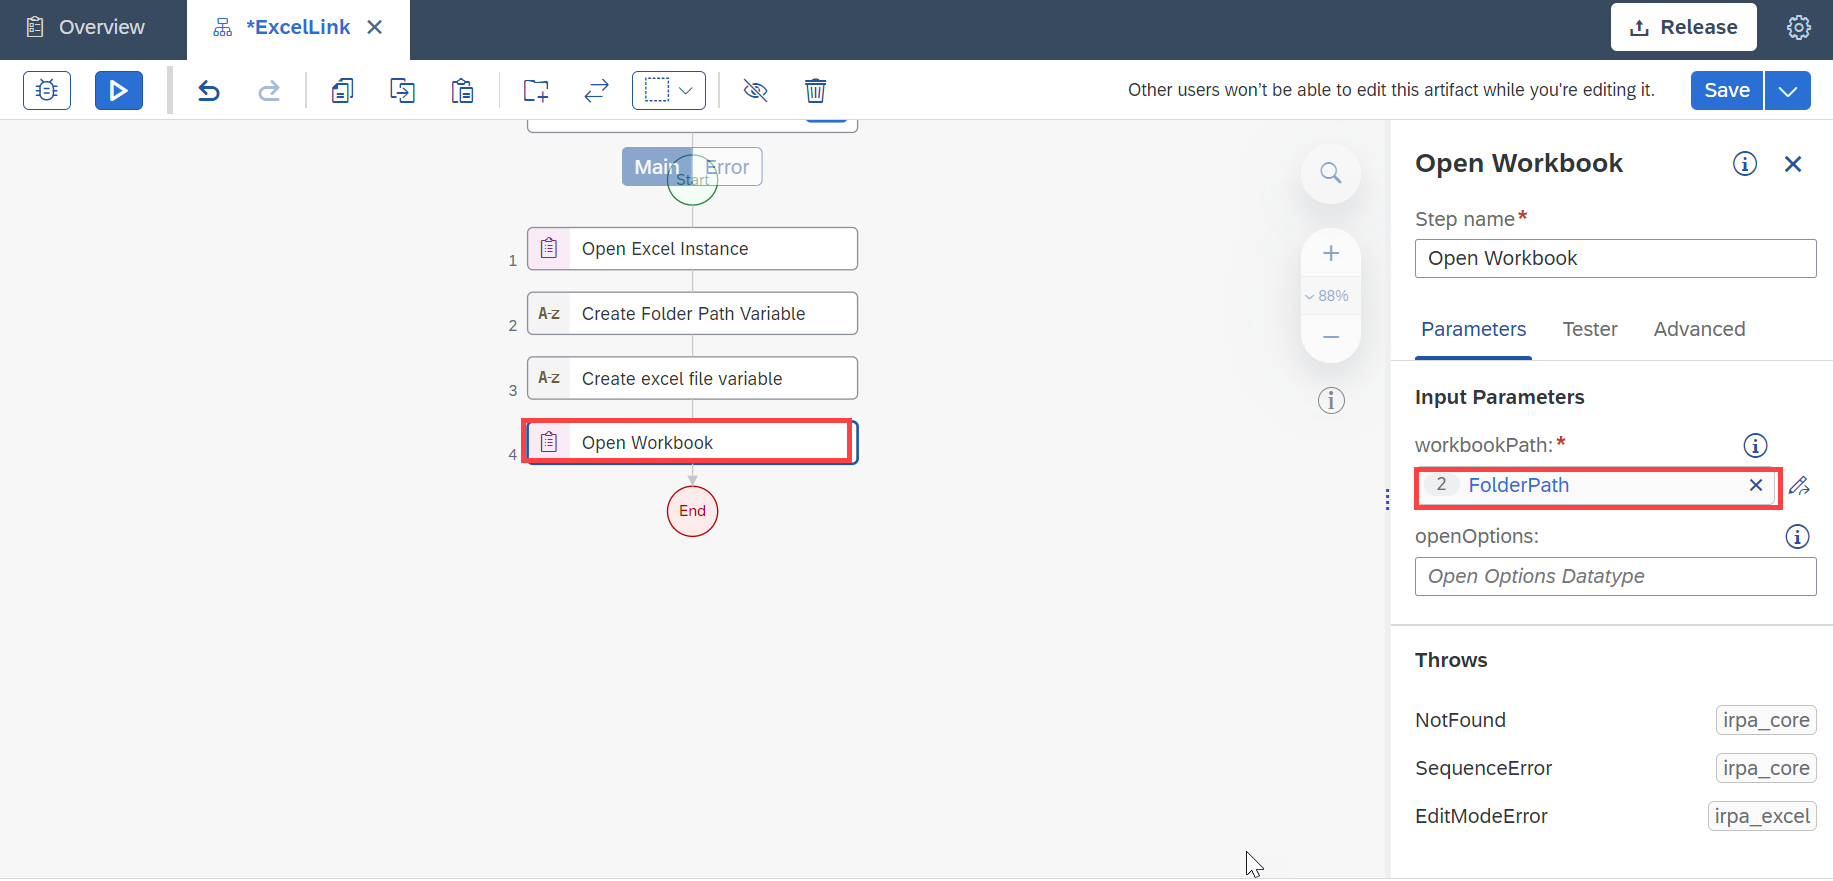 Overview
*ExcelLink
Release
Other users won't be able to edit this artifact while you're editing it.
Save
Main
Error
Start
1
Open Excel Instance
2
A-Z
Create Folder Path Variable
3
A-Z
Create excel file variable
4
Open Workbook
End
88%
Open Workbook
Step name*
Open Workbook
Parameters Tester Advanced
Input Parameters
workbookPath:*
2 FolderPath
openOptions:
Open Options Datatype
Throws
NotFound irpa_core
SequenceError irpa_core
EditModeError irpa_excel